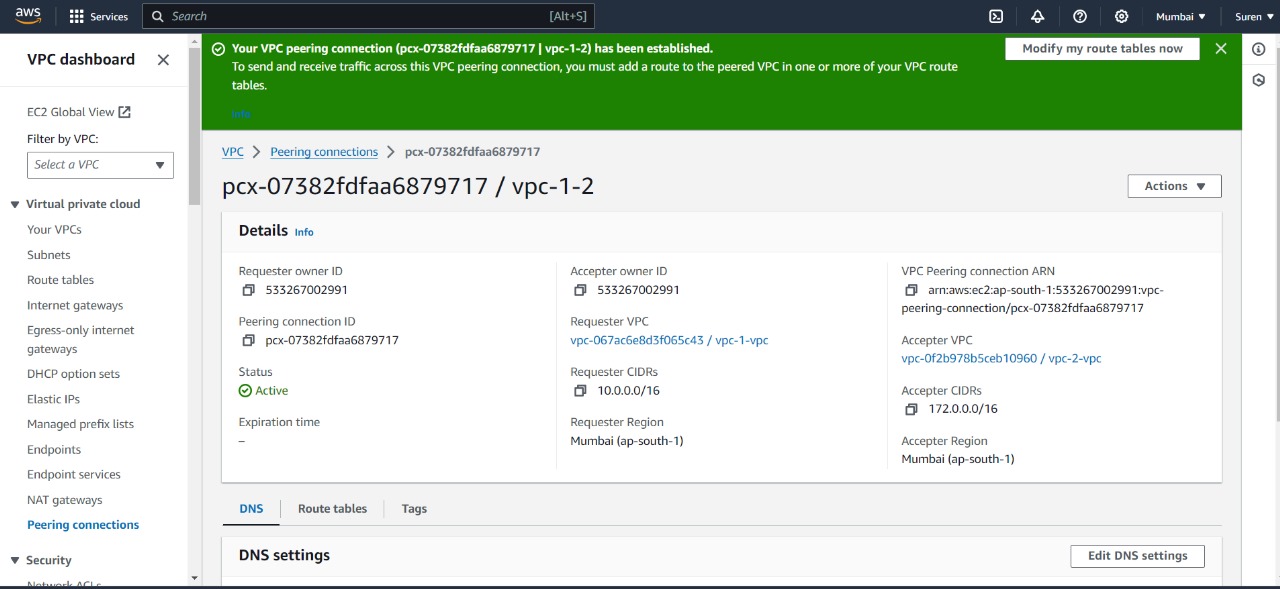 aws
Services
Search
[Alt+S]
Mumbai
Suren
VPC dashboard
EC2 Global View
Filter by VPC:
Select a VPC
Virtual private cloud
Your VPCs
Subnets
Route tables
Internet gateways
Egress-only internet
gateways
DHCP option sets
Elastic IPs
Managed prefix lists
Endpoints
Endpoint services
NAT gateways
Peering connections
Security
Network ACLs
Your VPC peering connection (pcx-07382fdfaa6879717 | vpc-1-2) has been established.
To send and receive traffic across this VPC peering connection, you must add a route to the peered VPC in one or more of your VPC route
tables.
Info
Modify my route tables now
VPC
Peering connections
pcx-07382fdfaa6879717
pcx-07382fdfaa6879717 / vpc-1-2
Actions
Details Info
Requester owner ID
533267002991
Peering connection ID
pcx-07382fdfaa6879717
Status
Active
Expiration time
–
Accepter owner ID
533267002991
Requester VPC
vpc-067ac6e8d3f065c43 / vpc-1-vpc
Requester CIDRs
10.0.0.0/16
Requester Region
Mumbai (ap-south-1)
VPC Peering connection ARN
arn:aws:ec2:ap-south-1:533267002991:vpc-
peering-connection/pcx-07382fdfaa6879717
Accepter VPC
vpc-0f2b978b5ceb10960 / vpc-2-vpc
Accepter CIDRs
172.0.0.0/16
Accepter Region
Mumbai (ap-south-1)
DNS
Route tables
Tags
DNS settings
Edit DNS settings